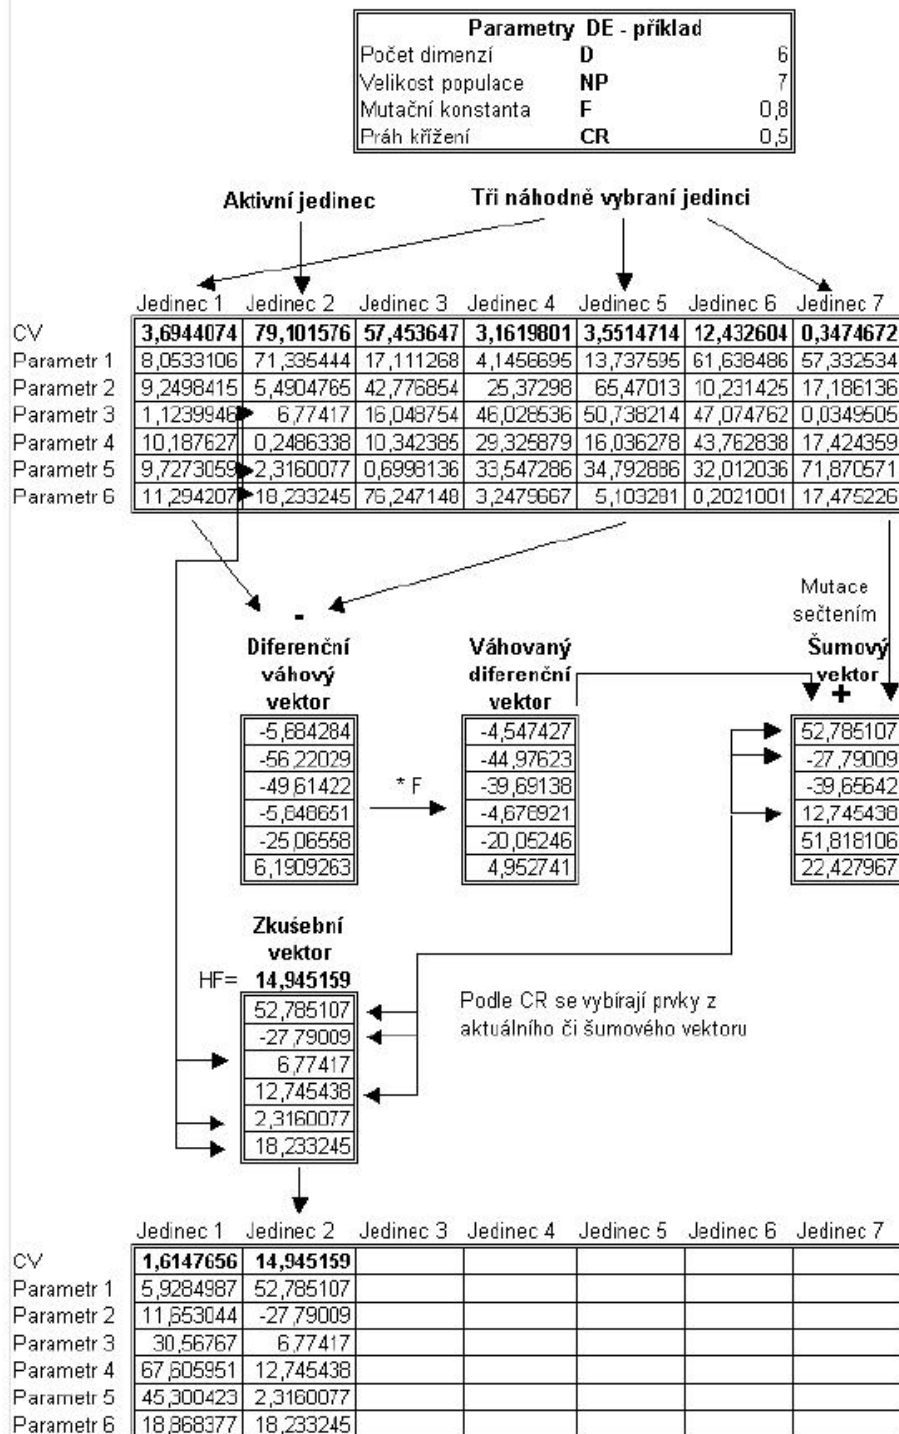 Parametry DE - příklad
Počet dimenzí D 6
Velikost populace NP 7
Mutační konstanta F 0,8
Práh křížení CR 0,5
Aktivní jedinec Tři náhodně vybraní jedinci
Jedinec 1 Jedinec 2 Jedinec 3 Jedinec 4 Jedinec 5 Jedinec 6 Jedinec 7
CV 3,6944074 79,101576 57,453647 3,1619801 3,5514714 12,432604 0,3474672
Parametr 1 8,0533106 71,335444 17,111268 4,1456695 13,737595 61,638486 57,332534
Parametr 2 9,2498415 5,4904765 42,776854 25,37298 65,47013 10,231425 17,186136
Parametr 3 1,1239946 6,77417 16,048754 46,028536 50,738214 47,074762 0,0349505
Parametr 4 10,187627 0,2486338 10,342385 29,325879 16,036278 43,762838 17,424359
Parametr 5 9,7273059 2,3160077 0,6998136 33,547286 34,792886 32,012036 71,870571
Parametr 6 11,294207 18,233245 76,247148 3,2479667 5,103281 0,2021001 17,475226
Mutace
sečtením
-
Diferenční
váhový
vektor
Váhovaný
diferenční
vektor
Šumový
vektor
+
-5,684284 -4,547427 52,785107
-56,22029 -44,97623 -27,79009
-49,61422 -39,69138 -39,65642
-5,848651 * F -4,678921 12,745438
-25,06558 -20,05246 51,818106
6,1909263 4,952741 22,427967
Zkušební
vektor
HF= 14,945159
52,785107
-27,79009
6,77417
12,745438
2,3160077
18,233245
Podle CR se vybírají prvky z
aktuálního či šumového vektoru
Jedinec 1 Jedinec 2 Jedinec 3 Jedinec 4 Jedinec 5 Jedinec 6 Jedinec 7
CV 1,6147656 14,945159
Parametr 1 5,9284987 52,785107
Parametr 2 11,653044 -27,79009
Parametr 3 30,56767 6,77417
Parametr 4 67,605951 12,745438
Parametr 5 45,300423 2,3160077
Parametr 6 18,868377 18,233245